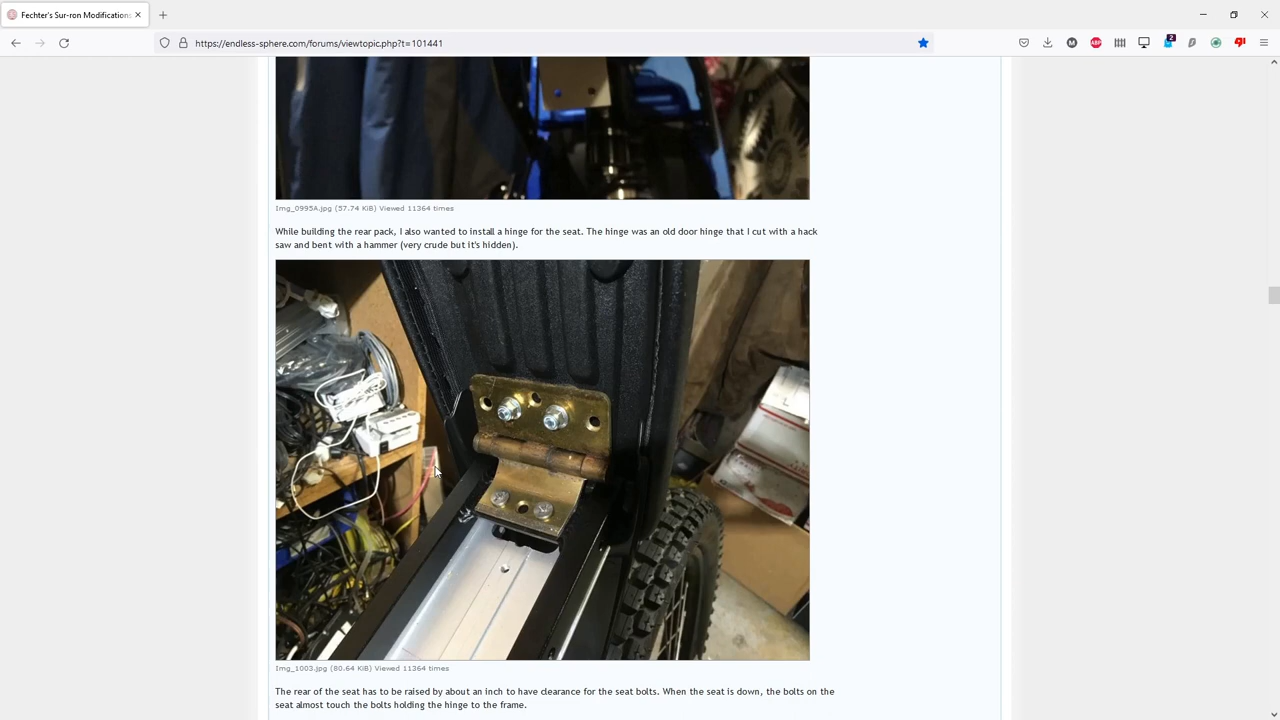 Fechter's Sur-ron Modifications
https://endless-sphere.com/forums/viewtopic.php?t=101441
2
Img_0995A.jpg (57.74 KiB) Viewed 11364 times
While building the rear pack, I also wanted to install a hinge for the seat. The hinge was an old door hinge that I cut with a hack
saw and bent with a hammer (very crude but it's hidden).
Img_1003.jpg (80.64 KiB) Viewed 11364 times
The rear of the seat has to be raised by about an inch to have clearance for the seat bolts. When the seat is down, the bolts on the
seat almost touch the bolts holding the hinge to the frame.